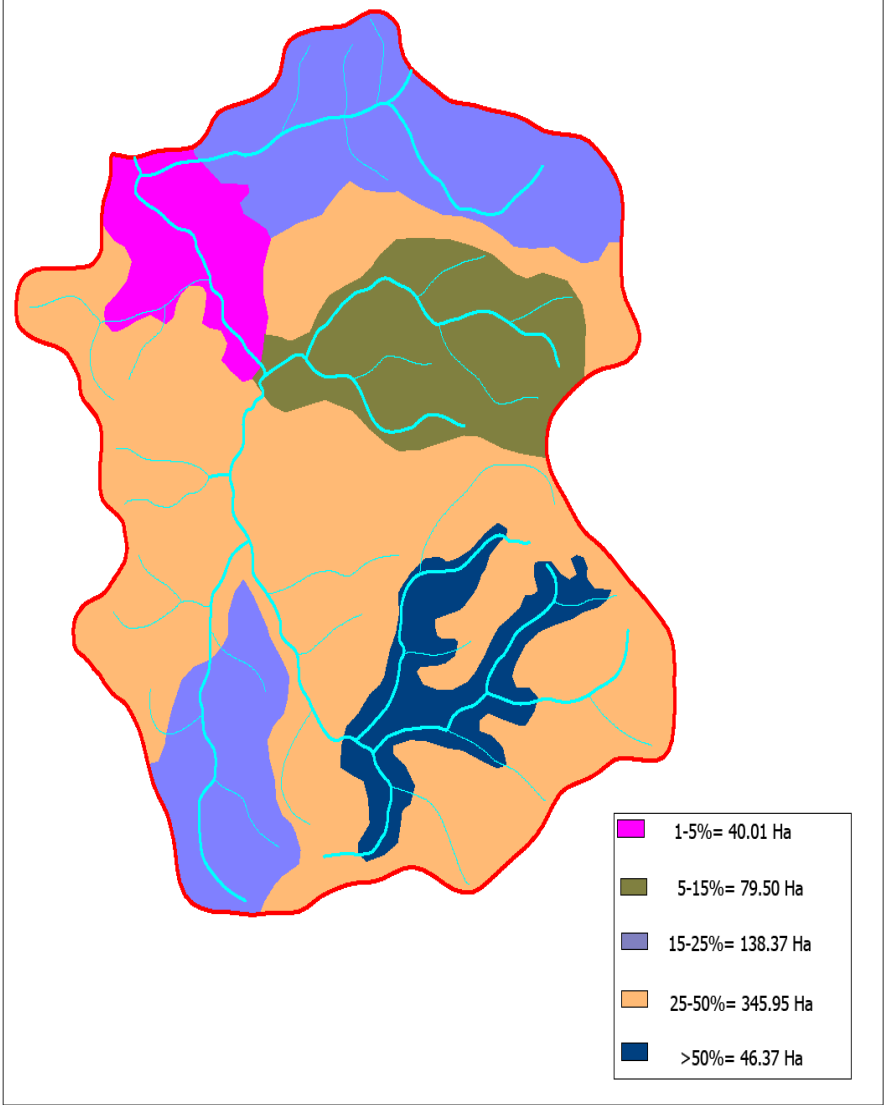 1-5%= 40.01 Ha
5-15%= 79.50 Ha
15-25%= 138.37 Ha
25-50%= 345.95 Ha
>50%= 46.37 Ha